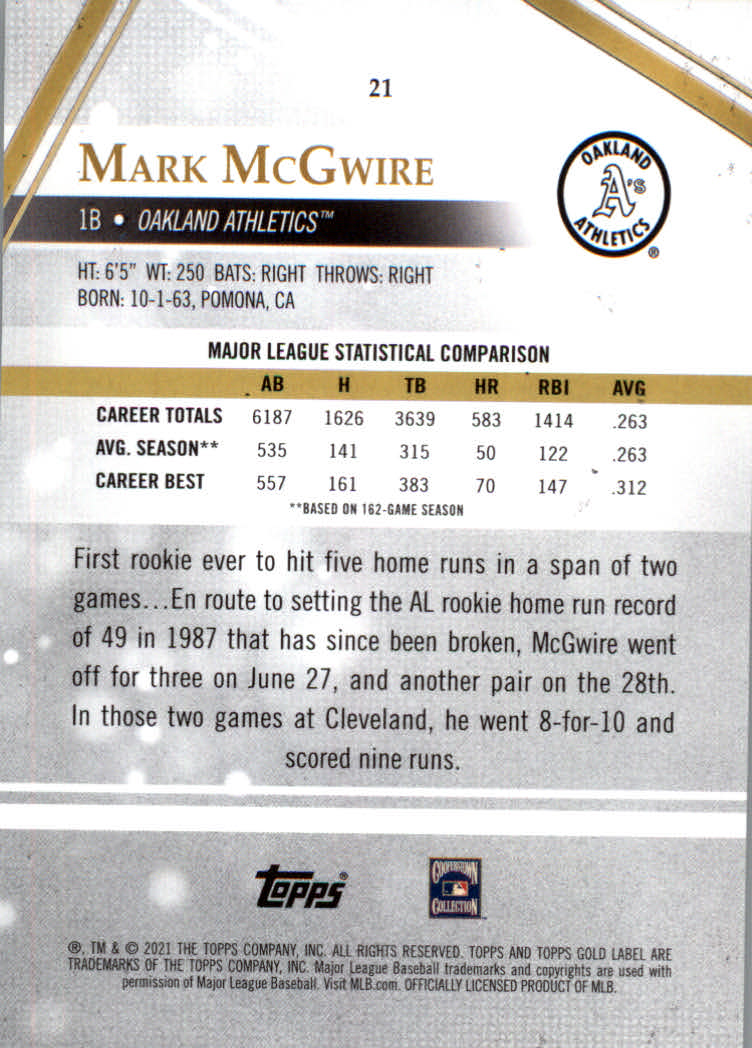 21
MARK MCGWIRE
1B • OAKLAND ATHLETICS™
OAKLAND
A's
ATHLETICS®
HT: 6'5" WT: 250 BATS: RIGHT THROWS: RIGHT
BORN: 10-1-63, POMONA, CA
MAJOR LEAGUE STATISTICAL COMPARISON
AB H TB HR RBI AVG
CAREER TOTALS 6187 1626 3639 583 1414 .263
AVG. SEASON** 535 141 315 50 122 .263
CAREER BEST 557 161 383 70 147 .312
**BASED ON 162-GAME SEASON
First rookie ever to hit five home runs in a span of two
games...En route to setting the AL rookie home run record
of 49 in 1987 that has since been broken, McGwire went
off for three on June 27, and another pair on the 28th.
In those two games at Cleveland, he went 8-for-10 and
scored nine runs.
topps®
COOPERSTOWN
COLLECTION
®, TM & © 2021 THE TOPPS COMPANY, INC. ALL RIGHTS RESERVED. TOPPS AND TOPPS GOLD LABEL ARE
TRADEMARKS OF THE TOPPS COMPANY, INC. Major League Baseball trademarks and copyrights are used with
permission of Major League Baseball. Visit MLB.com. OFFICIALLY LICENSED PRODUCT OF MLB.